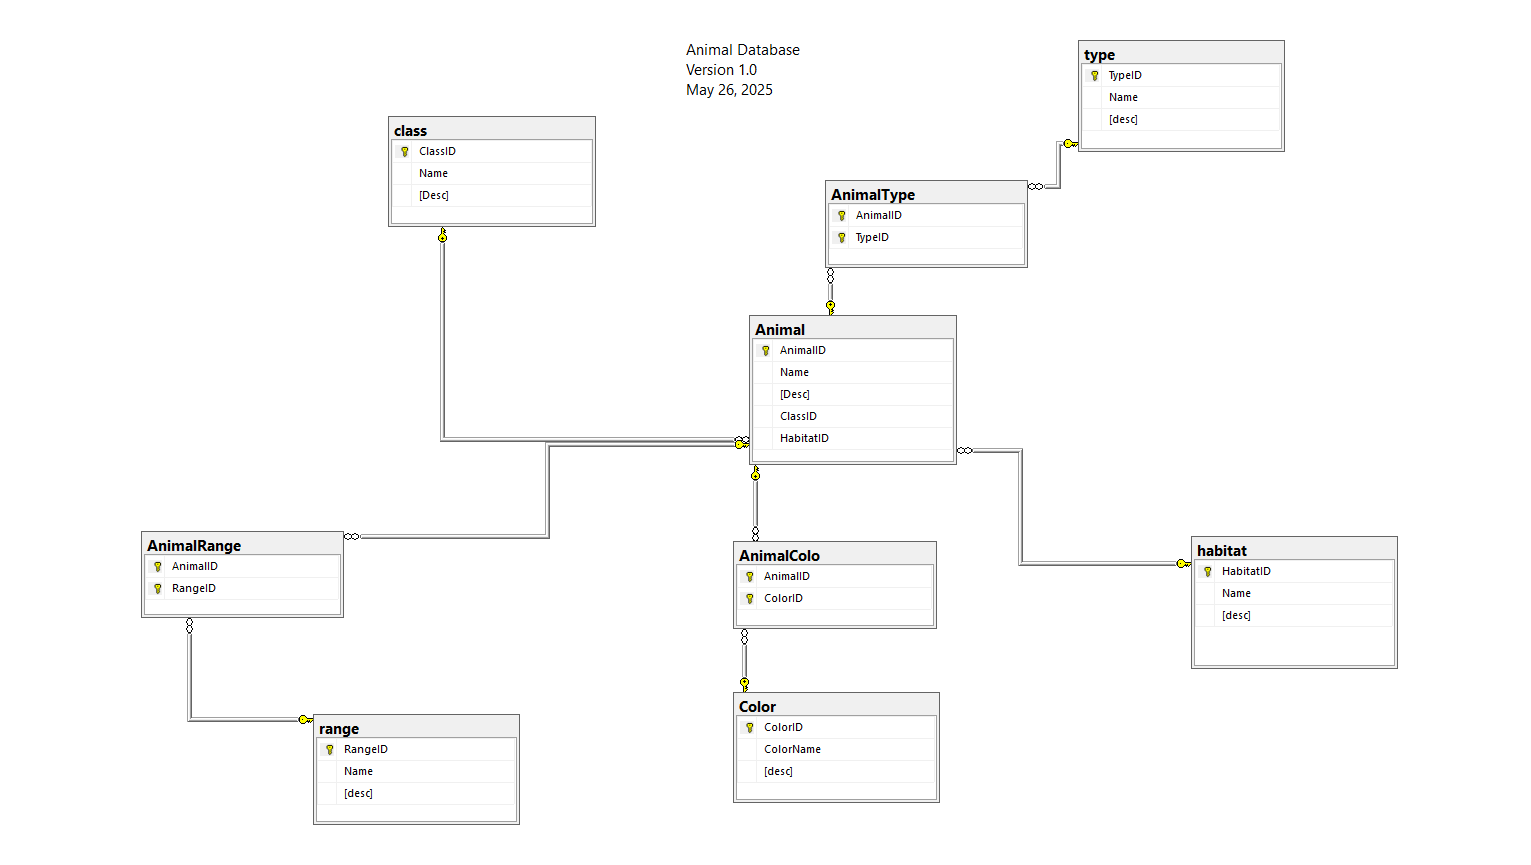 Animal Database
Version 1.0
May 26, 2025
type
TypeID
Name
[desc]
class
ClassID
Name
[Desc]
AnimalType
AnimalID
TypeID
Animal
AnimalID
Name
[Desc]
ClassID
HabitatID
AnimalRange
AnimalID
RangeID
AnimalColo
AnimalID
ColorID
habitat
HabitatID
Name
[desc]
range
RangeID
Name
[desc]
Color
ColorID
ColorName
[desc]